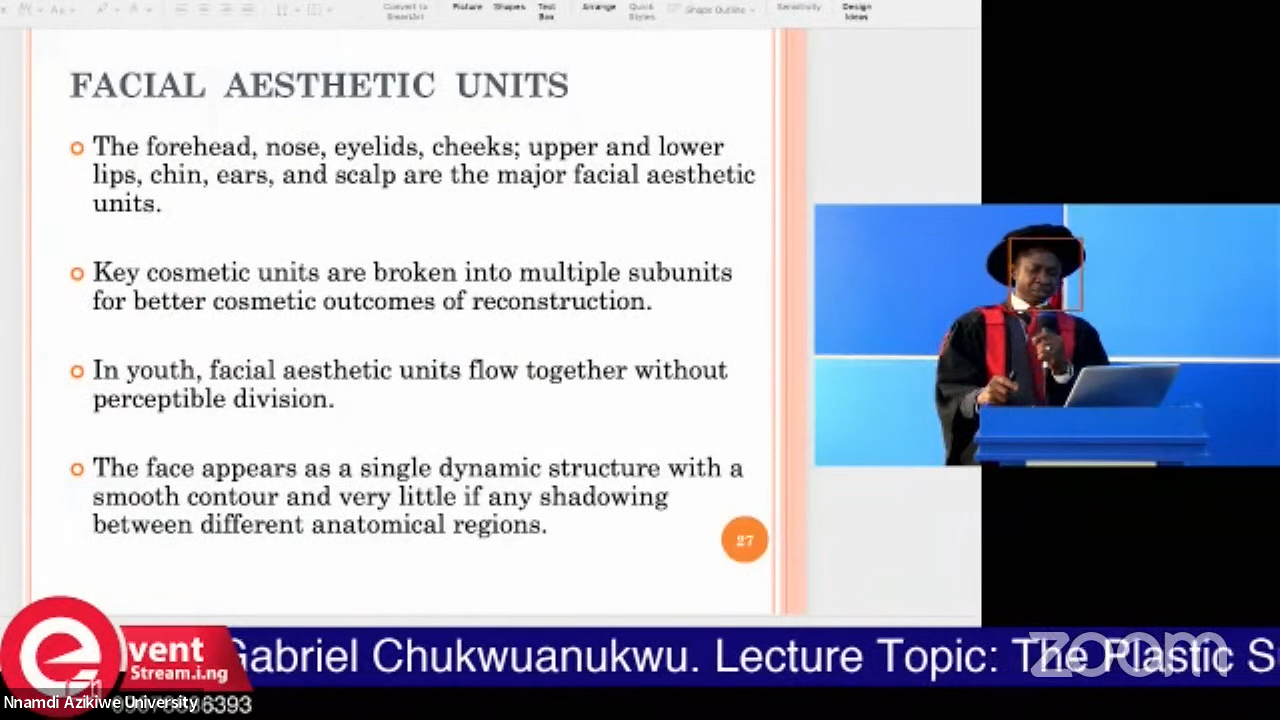 Convert to
SmartArt
Picture
Shapes
Text
Box
Arrange
Quick
Styles
Shape Outline
Sensitivity
Design
Ideas
FACIAL AESTHETIC UNITS
The forehead, nose, eyelids, cheeks; upper and lower
lips, chin, ears, and scalp are the major facial aesthetic
units.
Key cosmetic units are broken into multiple subunits
for better cosmetic outcomes of reconstruction.
In youth, facial aesthetic units flow together without
perceptible division.
The face appears as a single dynamic structure with a
smooth contour and very little if any shadowing
between different anatomical regions.
27
event
Stream.i.ng
Gabriel Chukwuanukwu. Lecture Topic: The Plastic S
zoom
Nnamdi Azikiwe University